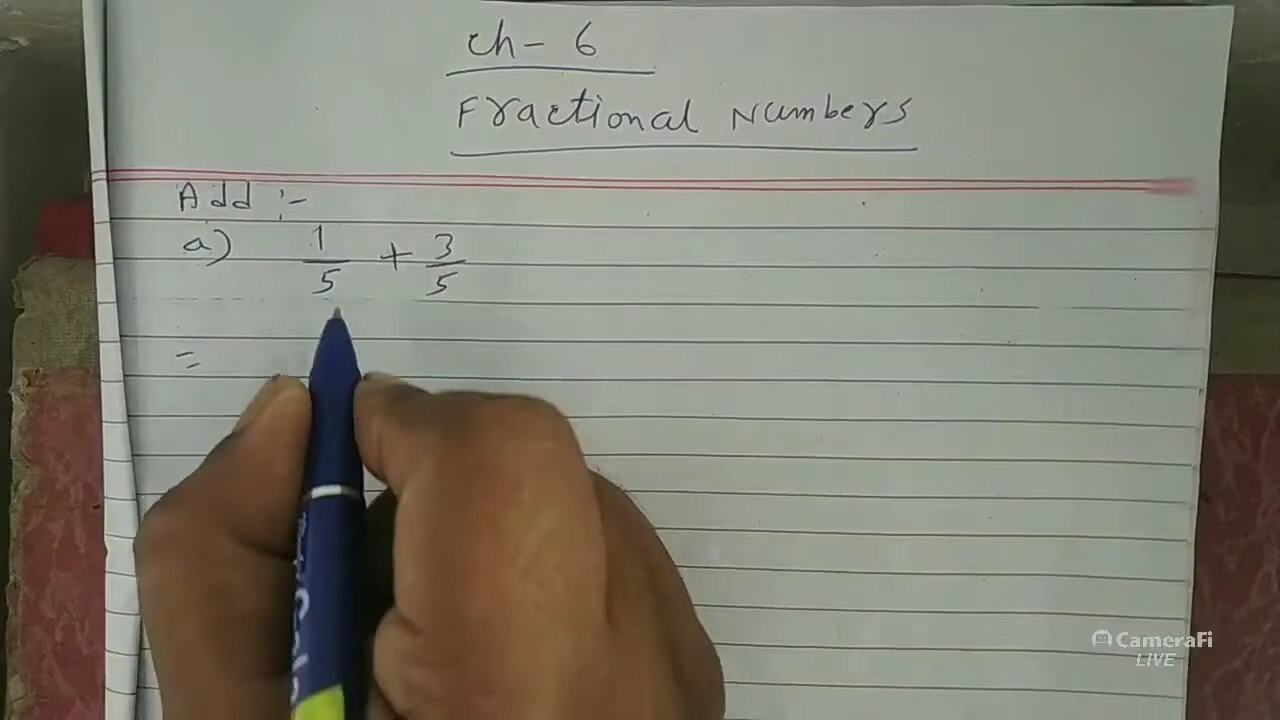 Ch- 6
Fractional Numbers
Add :-
a) 1/5 + 3/5
=
CameraFi
LIVE